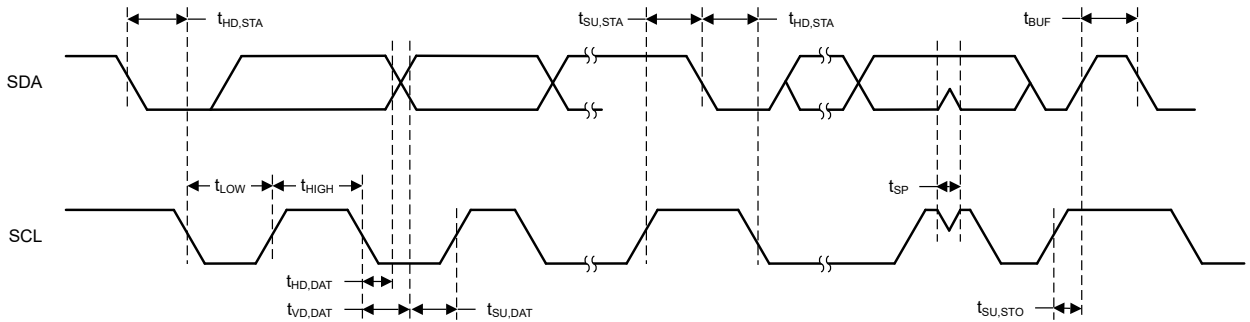 tHD,STA
tSU,STA
tHD,STA
tBUF
SDA
tLOW
tHIGH
tSP
SCL
tHD,DAT
tVD,DAT
tSU,DAT
tSU,STO